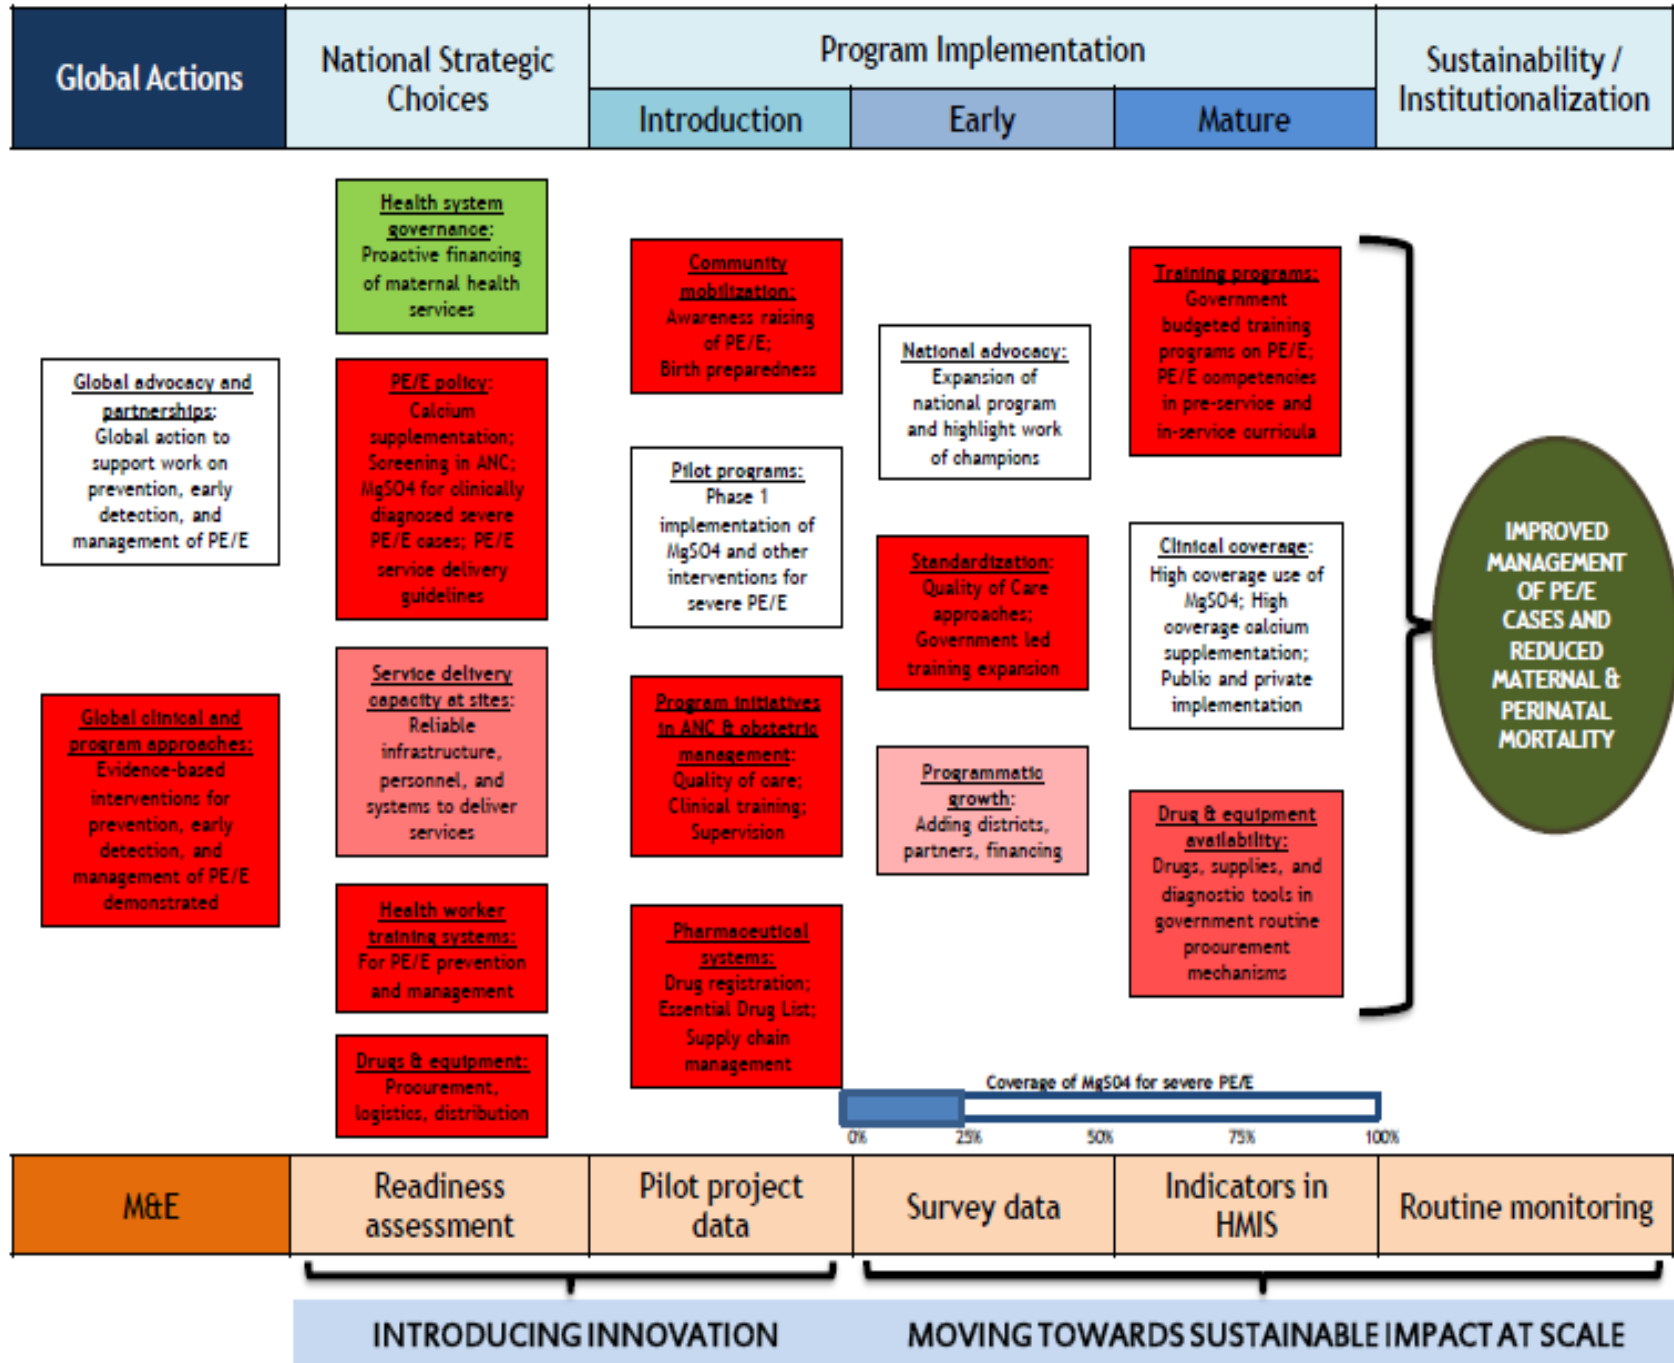 Global Actions
National Strategic
Choices
Program Implementation
Introduction
Early
Mature
Sustainability /
Institutionalization
Global advocacy and
partnerships:
Global action to
support work on
prevention, early
detection, and
management of PE/E
Global clinical and
program approaches:
Evidence-based
interventions for
prevention, early
detection, and
management of PE/E
demonstrated
Health system
governance:
Proactive financing
of maternal health
services
PE/E policy:
Calcium
supplementation;
Screening in ANC;
MgSO4 for clinically
diagnosed severe
PE/E cases; PE/E
service delivery
guidelines
Service delivery
capacity at sites:
Reliable
infrastructure,
personnel, and
systems to deliver
services
Health worker
training systems:
For PE/E prevention
and management
Drugs & equipment:
Procurement,
logistics, distribution
Community
mobilization:
Awareness raising
of PE/E;
Birth preparedness
Pilot programs:
Phase 1
implementation of
MgSO4 and other
interventions for
severe PE/E
Program initiatives
in ANC & obstetric
management:
Quality of care;
Clinical training;
Supervision
Pharmaceutical
systems:
Drug registration;
Essential Drug List;
Supply chain
management
National advocacy:
Expansion of
national program
and highlight work
of champions
Standardization:
Quality of Care
approaches;
Government led
training expansion
Programmatic
growth:
Adding districts,
partners, financing
Training programs:
Government
budgeted training
programs on PE/E;
PE/E competencies
in pre-service and
in-service curricula
Clinical coverage:
High coverage use of
MgSO4; High
coverage calcium
supplementation;
Public and private
implementation
Drug & equipment
availability:
Drugs, supplies, and
diagnostic tools in
government routine
procurement
mechanisms
IMPROVED
MANAGEMENT
OF PE/E
CASES AND
REDUCED
MATERNAL &
PERINATAL
MORTALITY
Coverage of MgSO4 for severe PE/E
0% 25% 50% 75% 100%
M&E
Readiness
assessment
Pilot project
data
Survey data
Indicators in
HMIS
Routine monitoring
INTRODUCING INNOVATION
MOVING TOWARDS SUSTAINABLE IMPACT AT SCALE